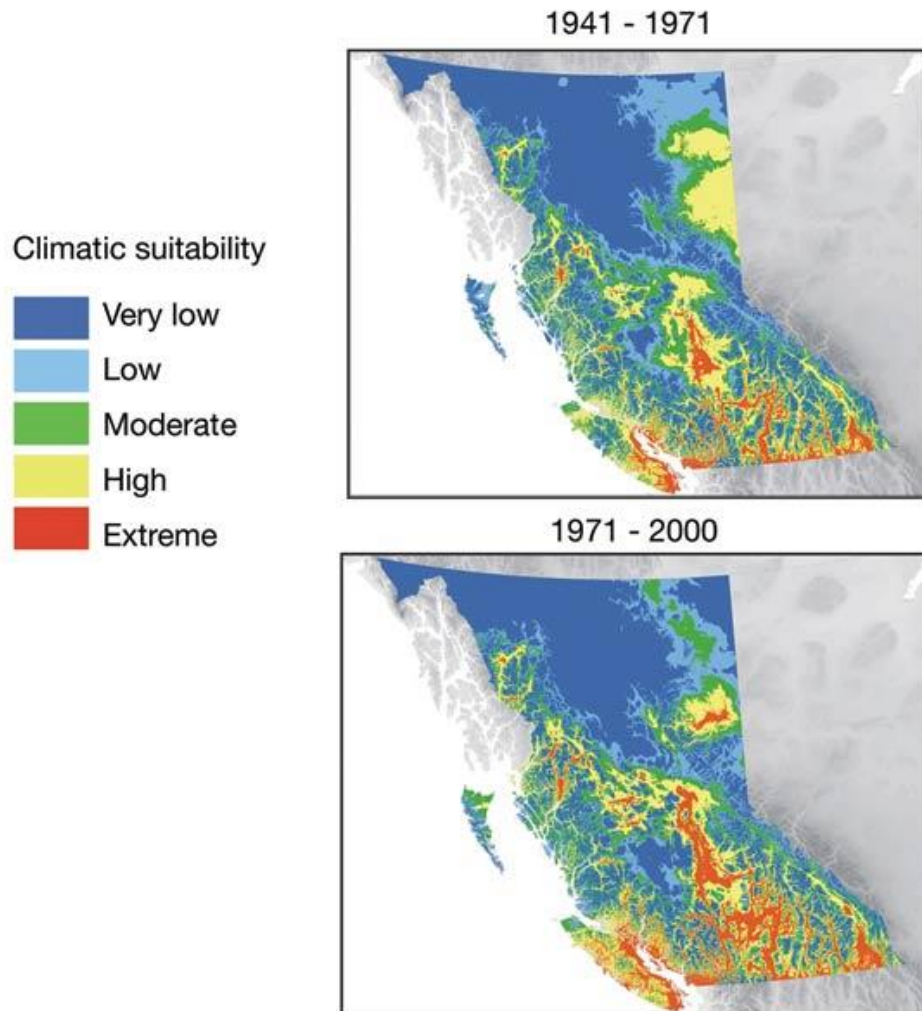 1941 - 1971
Climatic suitability
Very low
Low
Moderate
High
Extreme
1971 - 2000